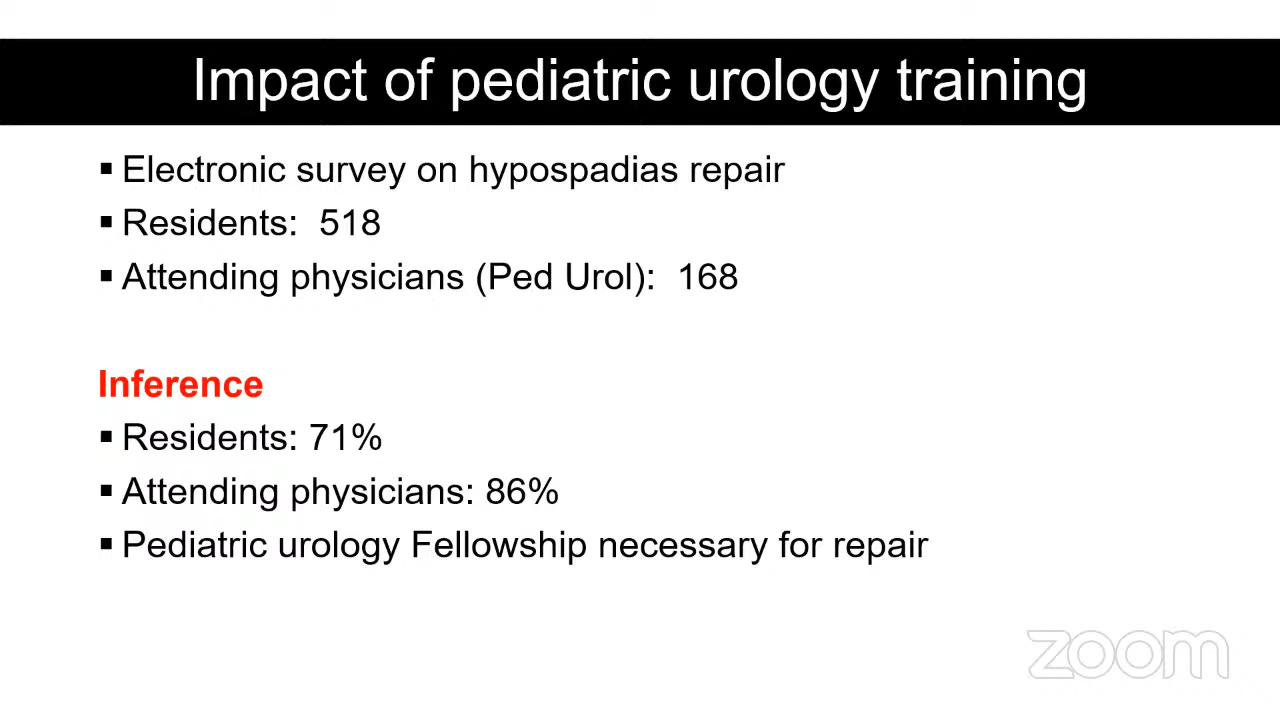 Impact of pediatric urology training
▪ Electronic survey on hypospadias repair
▪ Residents: 518
▪ Attending physicians (Ped Urol): 168
Inference
▪ Residents: 71%
▪ Attending physicians: 86%
▪ Pediatric urology Fellowship necessary for repair
zoom